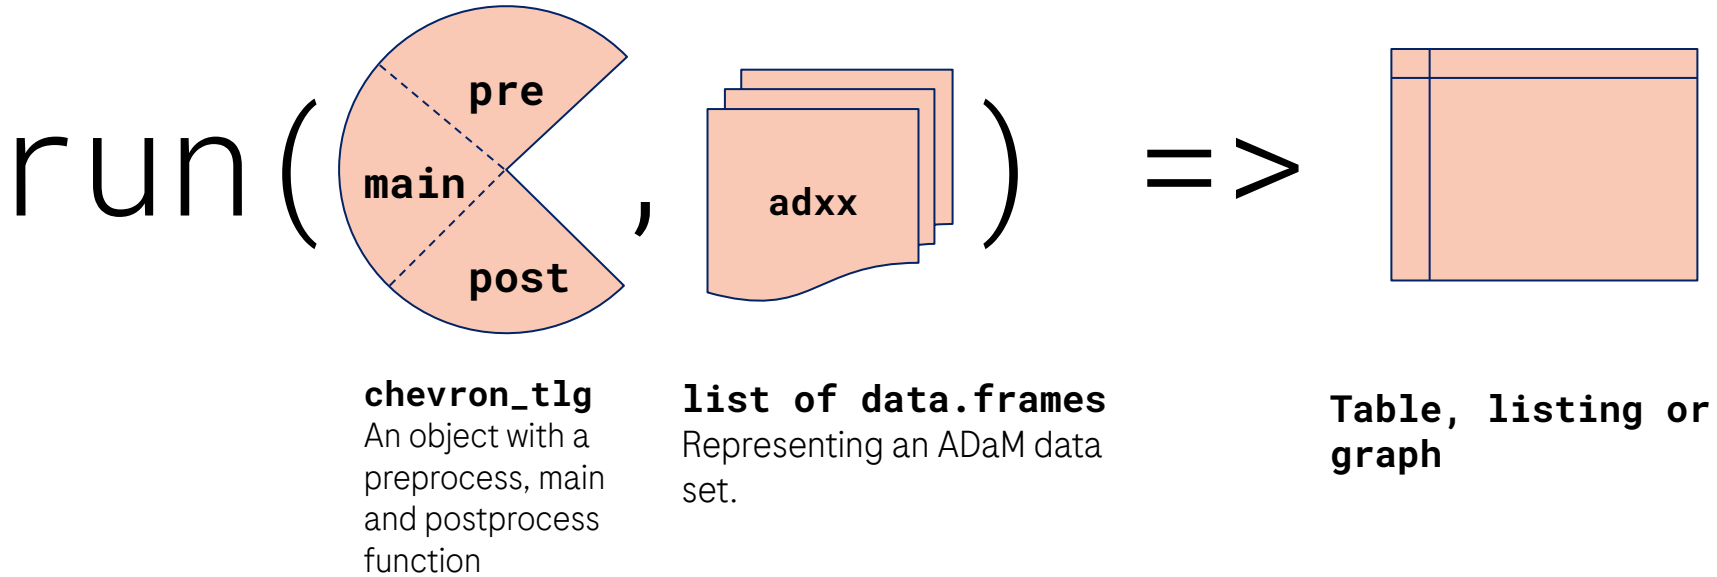 run( pre main post , adxx ) =>
chevron_tlg
An object with a
preprocess, main
and postprocess
function
list of data.frames
Representing an ADaM data
set.
Table, listing or
graph